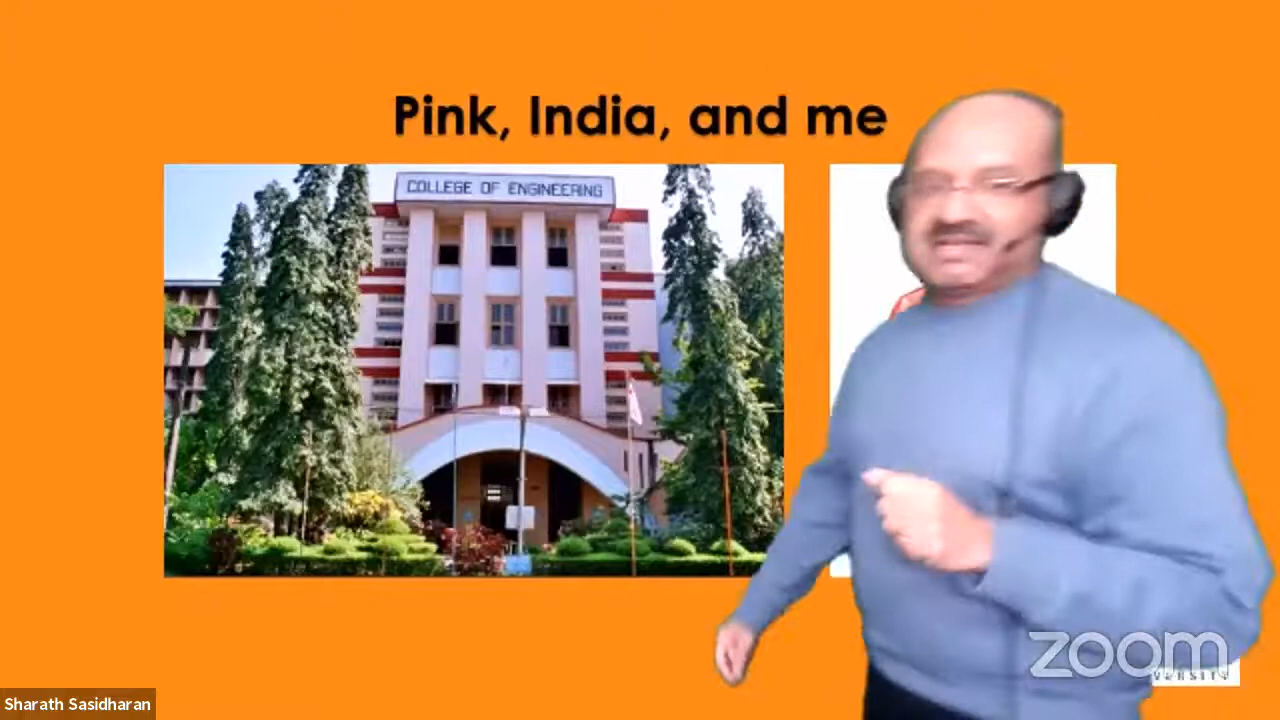 Pink, India, and me
COLLEGE OF ENGINEERING
zoom
Sharath Sasidharan